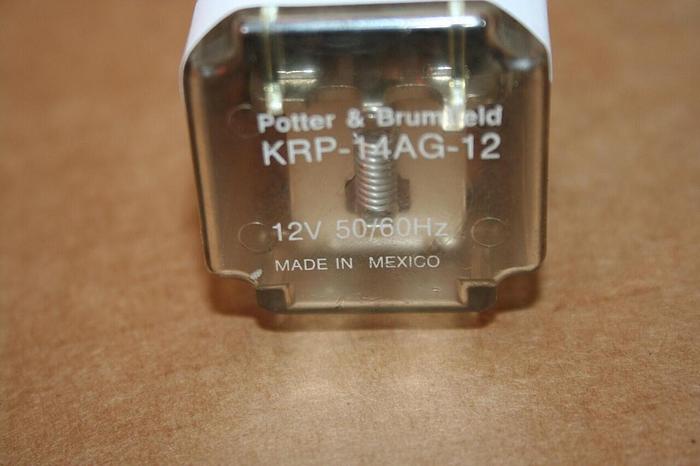 Potter & Brumfield
KRP-14AG-12
12V 50/60Hz
MADE IN MEXICO